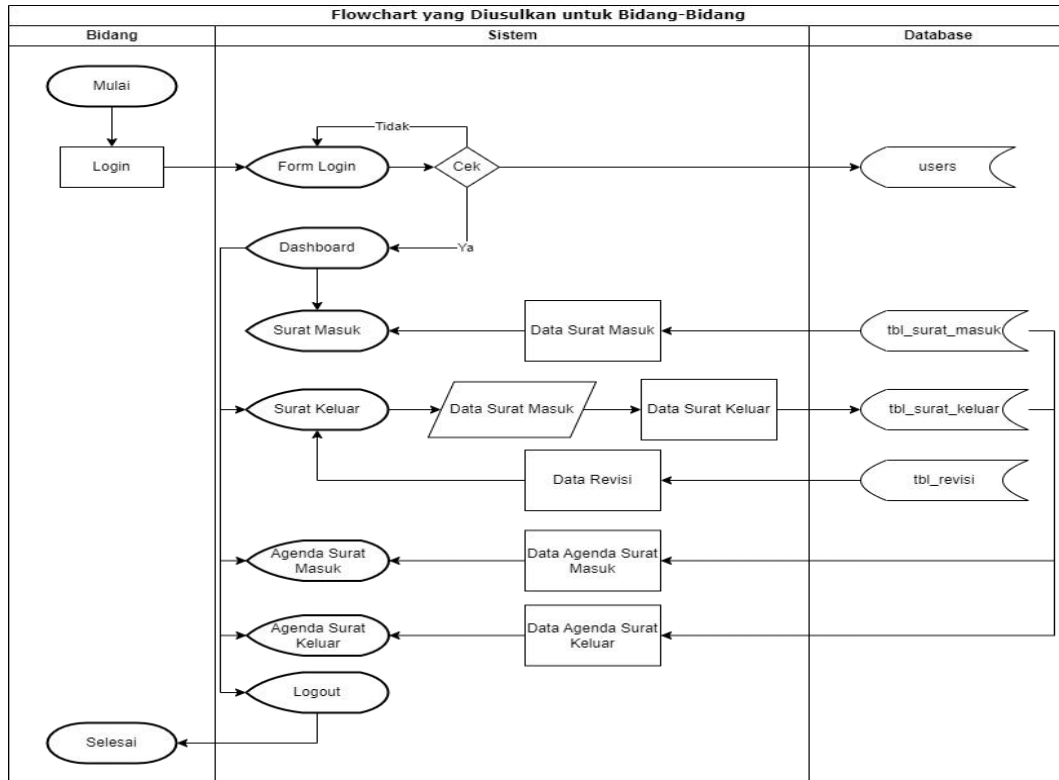 Flowchart yang Diusulkan untuk Bidang-Bidang
Bidang
Sistem
Database
Mulai
Tidak
Login
Form Login
Cek
users
Dashboard
Ya
Surat Masuk
Data Surat Masuk
tbl_surat_masuk
Surat Keluar
Data Surat Masuk
Data Surat Keluar
tbl_surat_keluar
Data Revisi
tbl_revisi
Agenda Surat
Masuk
Data Agenda Surat
Masuk
Agenda Surat
Keluar
Data Agenda Surat
Keluar
Logout
Selesai